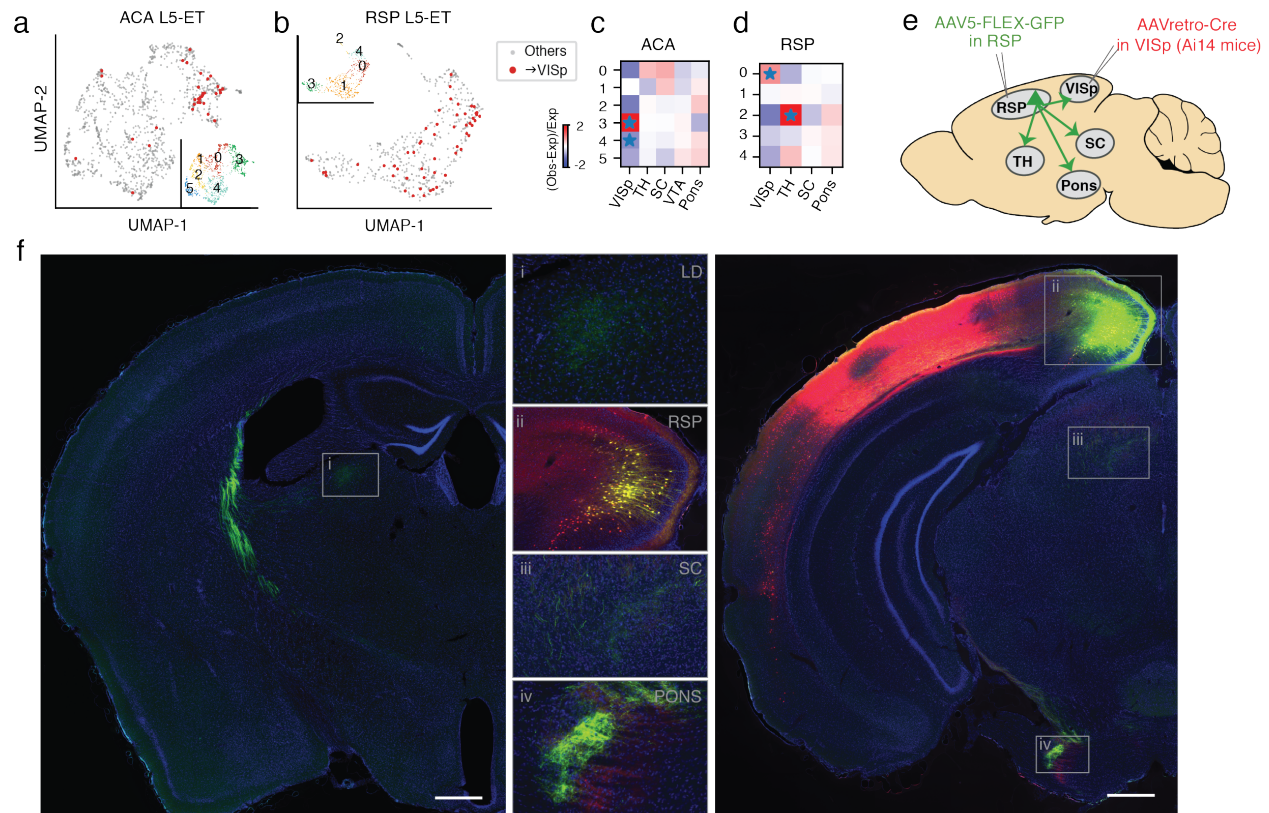 a
ACA L5-ET
UMAP-2
UMAP-1
0
1
2
3
4
5
b
RSP L5-ET
UMAP-1
2
4
0
3
1
Others
→VISp
c
ACA
0
1
2
3
4
5
VISp
TH
SC
VTA
Pons
(Obs-Exp)/Exp
2
-2
d
RSP
0
1
2
3
4
VISp
TH
SC
Pons
e
AAV5-FLEX-GFP
in RSP
AAVretro-Cre
in VISp (Ai14 mice)
RSP
VISp
TH
SC
Pons
f
i
i
LD
ii
RSP
iii
SC
iv
PONS
ii
iii
iv